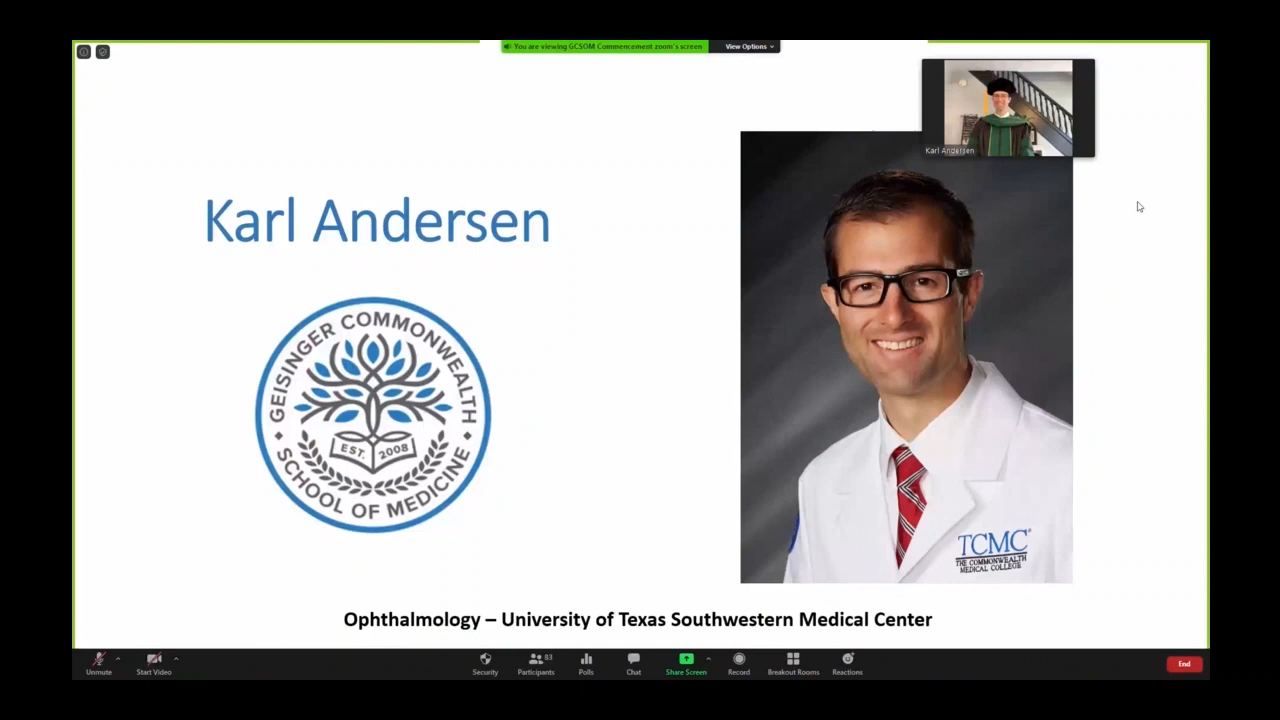 You are viewing GCSOM Commencement zoom's screen
View Options
Karl Andersen
Karl Andersen
GEISINGER COMMONWEALTH
SCHOOL OF MEDICINE
EST. 2008
TCMC
THE COMMONWEALTH
MEDICAL COLLEGE
Ophthalmology – University of Texas Southwestern Medical Center
Unmute
Start Video
Security
Participants
83
Polls
Chat
Share Screen
Record
Breakout Rooms
Reactions
End